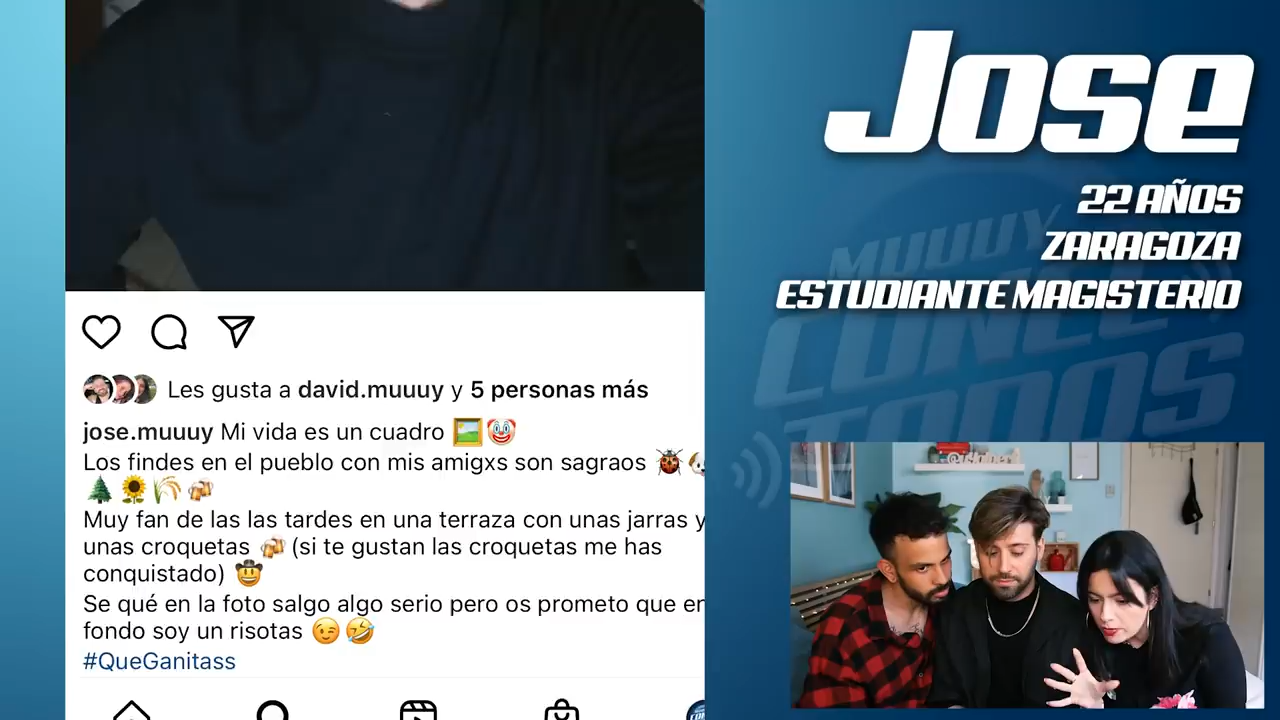 Jose
22 AÑOS
ZARAGOZA
ESTUDIANTE MAGISTERIO
MUUUY
CONEC
TODOS
Les gusta a david.muuuy y 5 personas más
jose.muuuy Mi vida es un cuadro 🖼️🤡
Los findes en el pueblo con mis amigxs son sagraos 🐞🐶
🌲🌻🌾🍻
Muy fan de las las tardes en una terraza con unas jarras y
unas croquetas 🍻 (si te gustan las croquetas me has
conquistado) 🤠
Se qué en la foto salgo algo serio pero os prometo que en
fondo soy un risotas 😉🤣
#QueGanitass